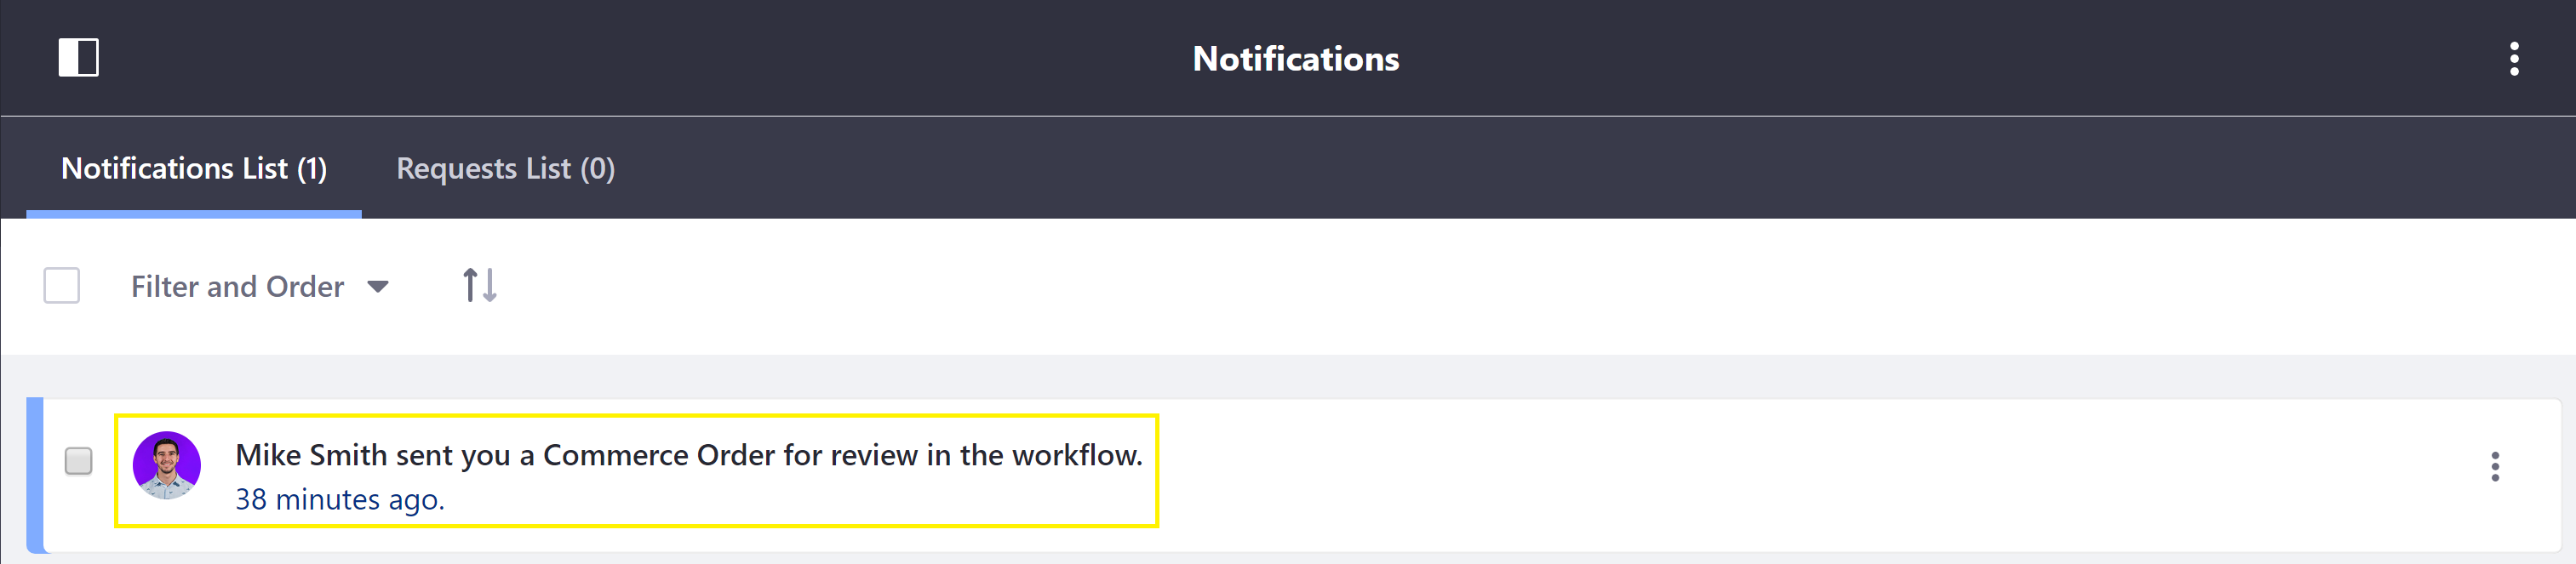 Notifications
Notifications List (1) Requests List (0)
Filter and Order
Mike Smith sent you a Commerce Order for review in the workflow.
38 minutes ago.